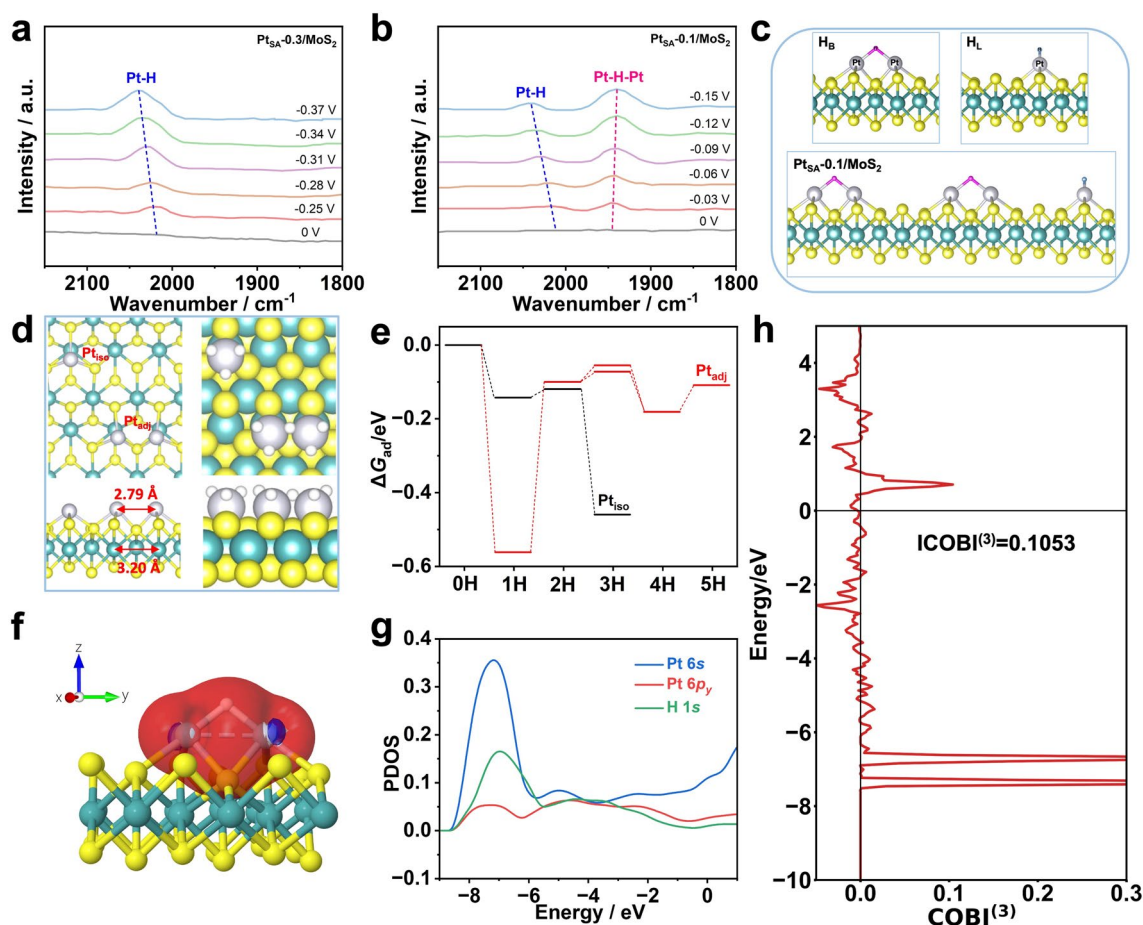 a
Pt_SA-0.3/MoS₂
Pt-H
-0.37 V
-0.34 V
-0.31 V
-0.28 V
-0.25 V
0 V
Intensity / a.u.
2100 2000 1900 1800
Wavenumber / cm⁻¹
b
Pt_SA-0.1/MoS₂
Pt-H-Pt
Pt-H
-0.15 V
-0.12 V
-0.09 V
-0.06 V
-0.03 V
0 V
Intensity / a.u.
2100 2000 1900 1800
Wavenumber / cm⁻¹
c
H_B
Pt Pt
H_L
Pt
Pt_SA-0.1/MoS₂
d
Pt_iso
Pt_adj
2.79 Å
3.20 Å
e
0.0
−0.2
−0.4
−0.6
ΔG_ad/eV
Pt_adj
Pt_iso
0H 1H 2H 3H 4H 5H
f
z
x
y
g
0.4
0.3
0.2
0.1
0.0
−0.1
PDOS
Pt 6s
Pt 6p_y
H 1s
−8 −6 −4 −2 0
Energy / eV
h
4
2
0
−2
−4
−6
−8
−10
Energy/eV
ICOBI⁽³⁾=0.1053
0.0 0.1 0.2 0.3
COBI⁽³⁾